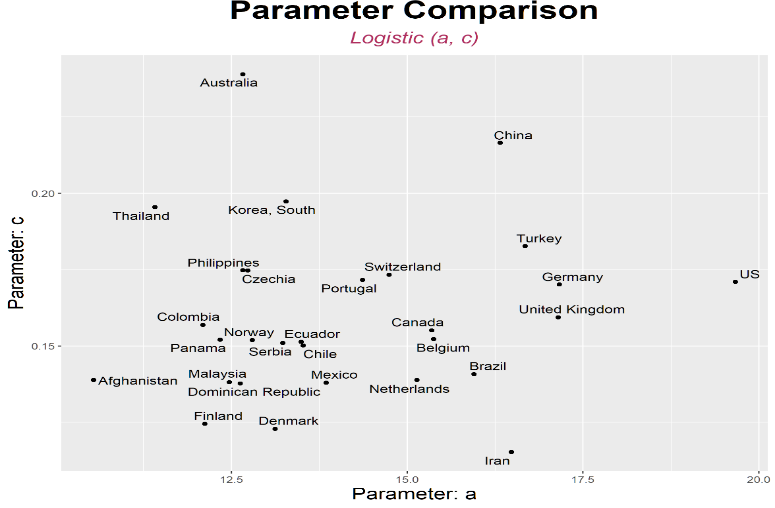 Parameter Comparison
Logistic (a, c)
Australia
China
0.20
Thailand
Korea, South
Turkey
Philippines
Czechia
Switzerland
Portugal
Germany
US
Colombia
United Kingdom
Norway
Ecuador
Canada
0.15
Panama
Serbia
Chile
Belgium
Brazil
Malaysia
Mexico
Afghanistan
Dominican Republic
Netherlands
Finland
Denmark
Iran
12.5
15.0
17.5
20.0
Parameter: a
Parameter: c